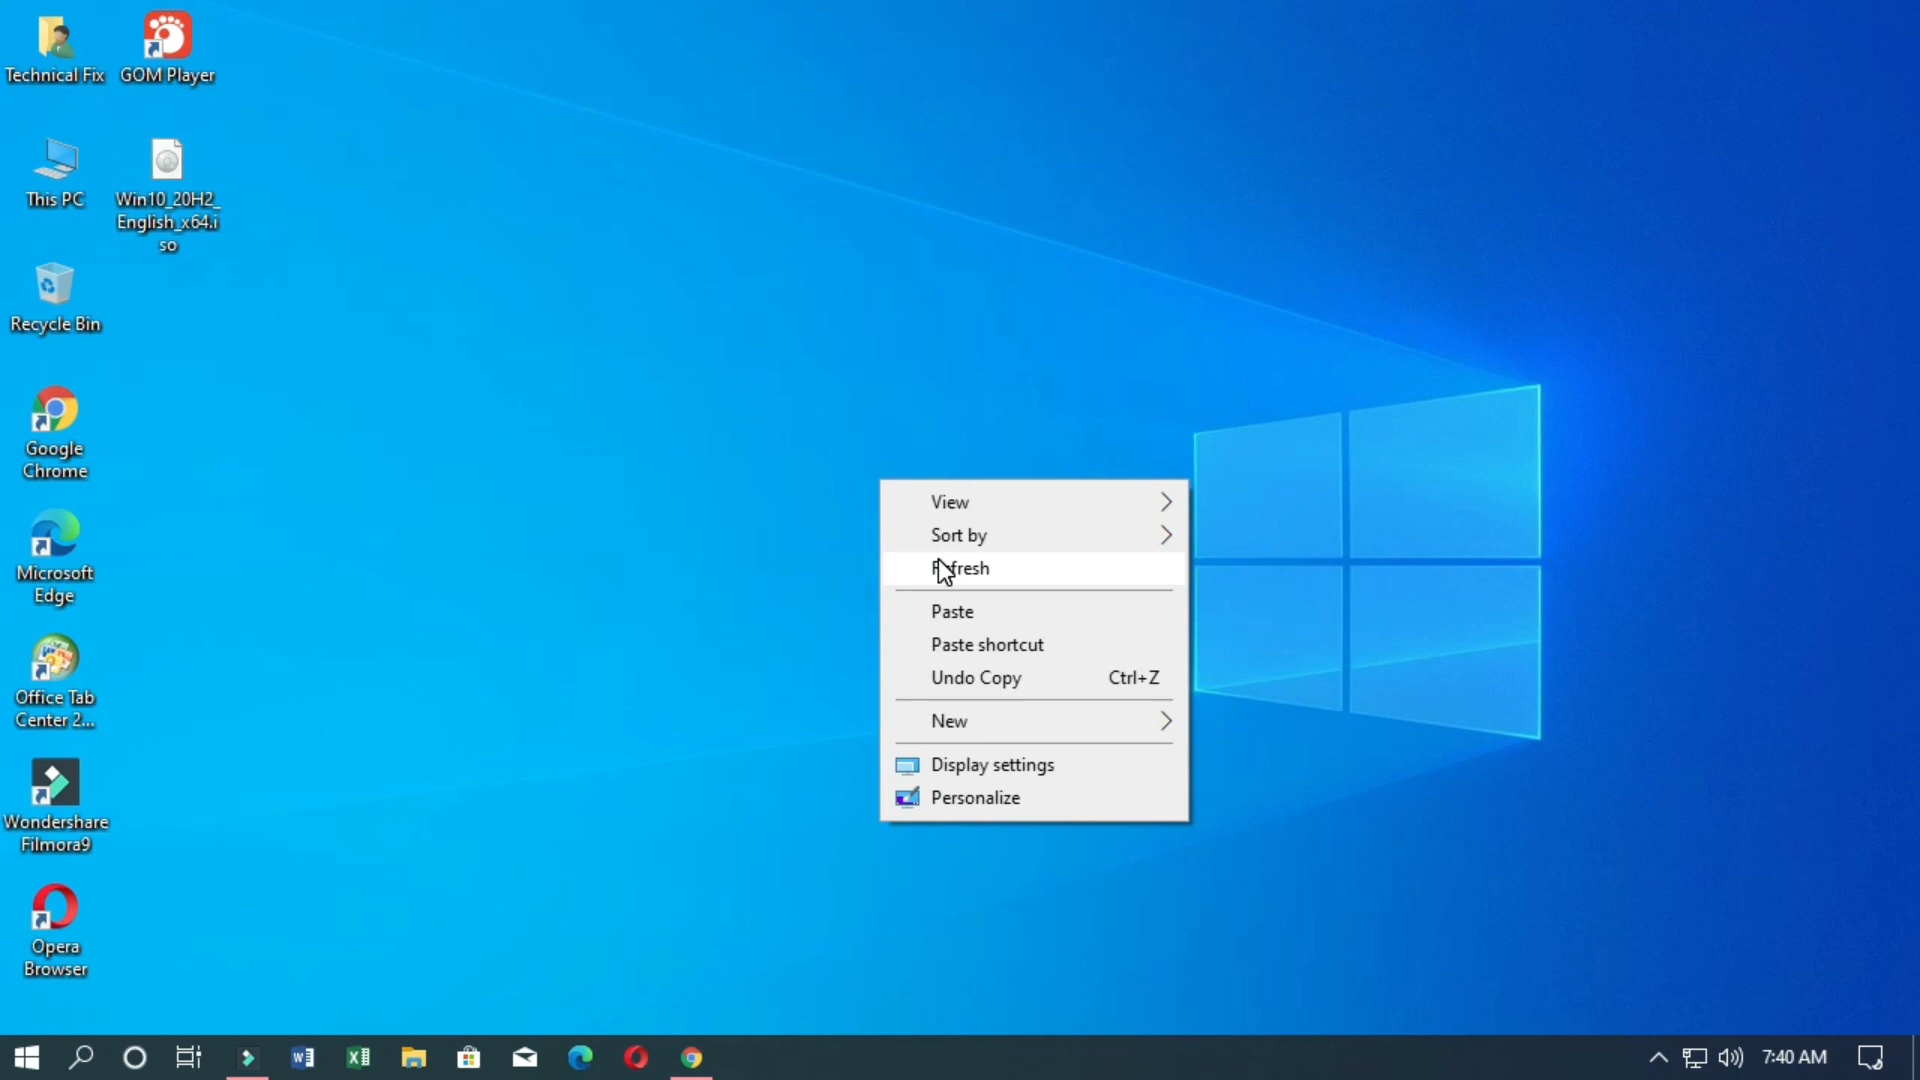 Technical Fix
GOM Player
This PC
Win10_20H2_
English_x64.i
so
Recycle Bin
Google
Chrome
Microsoft
Edge
Office Tab
Center 2...
Wondershare
Filmora9
Opera
Browser
View
Sort by
Refresh
Paste
Paste shortcut
Undo Copy Ctrl+Z
New
Display settings
Personalize
7:40 AM